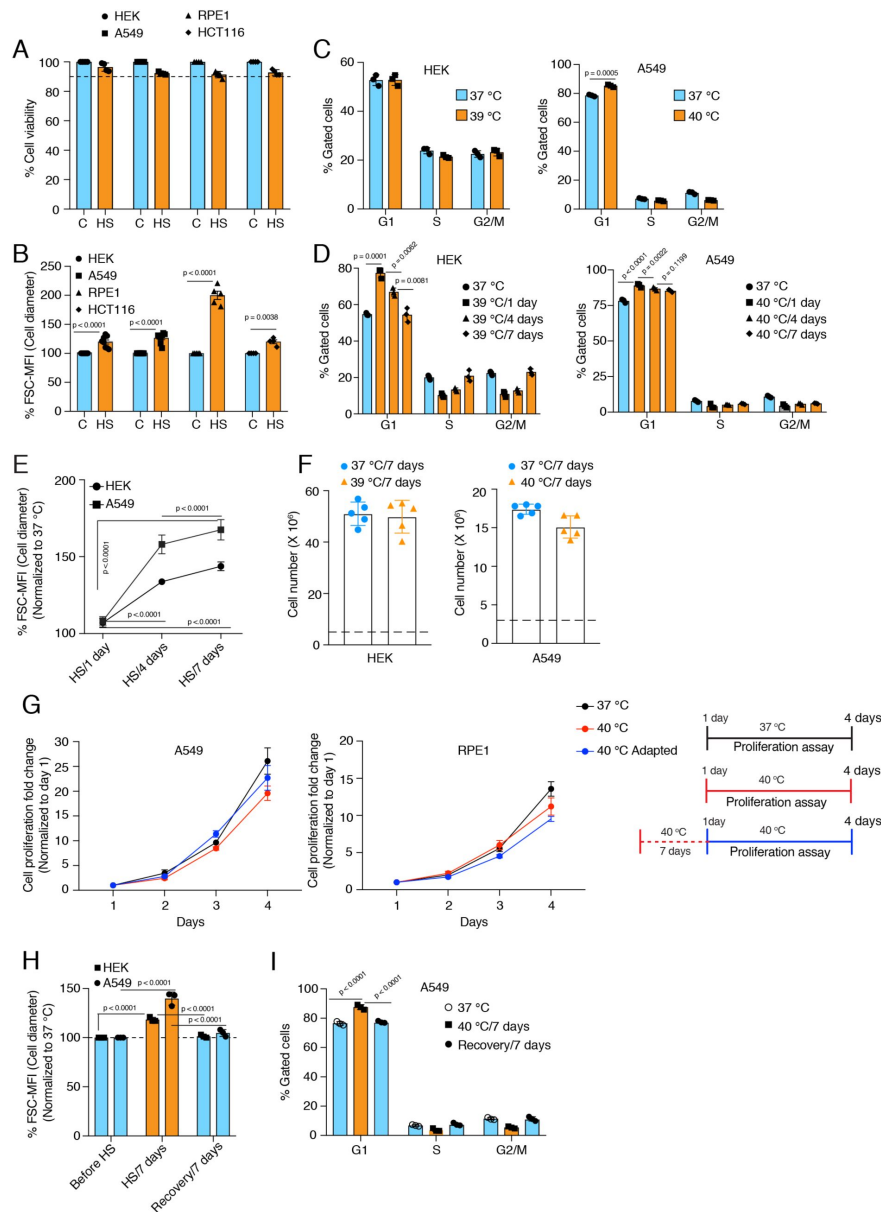 HEK
RPE1
A549
HCT116
A
% Cell viability
100
80
60
40
20
0
C
HS
C
HS
C
HS
C
HS
B
HEK
A549
RPE1
HCT116
% FSC-MFI (Cell diameter)
250
200
150
100
50
0
p < 0.0001
p < 0.0001
p < 0.0001
p = 0.0038
C
HS
C
HS
C
HS
C
HS
C
HEK
37 °C
39 °C
% Gated cells
80
60
40
20
0
G1
S
G2/M
A549
37 °C
40 °C
p = 0.0005
% Gated cells
100
80
60
40
20
0
G1
S
G2/M
D
HEK
p = 0.0001
p = 0.0062
p = 0.0081
37 °C
39 °C/1 day
39 °C/4 days
39 °C/7 days
% Gated cells
80
60
40
20
0
G1
S
G2/M
A549
p < 0.0001
p = 0.0022
p = 0.1199
37 °C
40 °C/1 day
40 °C/4 days
40 °C/7 days
% Gated cells
100
75
50
25
0
G1
S
G2/M
E
HEK
A549
% FSC-MFI (Cell diameter)
(Normalized to 37 °C)
200
150
100
p < 0.0001
p < 0.0001
p < 0.0001
p < 0.0001
HS/1 day
HS/4 days
HS/7 days
F
37 °C/7 days
39 °C/7 days
Cell number (X 10⁶)
60
40
20
0
HEK
37 °C/7 days
40 °C/7 days
Cell number (X 10⁶)
20
15
10
5
0
A549
G
A549
Cell proliferation fold change
(Normalized to day 1)
30
25
20
15
10
5
0
1
2
3
4
Days
RPE1
Cell proliferation fold change
(Normalized to day 1)
20
15
10
5
0
1
2
3
4
Days
37 °C
40 °C
40 °C Adapted
1 day
37 °C
4 days
Proliferation assay
1 day
40 °C
4 days
Proliferation assay
40 °C
7 days
1day
40 °C
4 days
Proliferation assay
H
HEK
A549
% FSC-MFI (Cell diameter)
(Normalized to 37 °C)
150
100
50
p < 0.0001
p < 0.0001
p < 0.0001
p < 0.0001
Before HS
HS/7 days
Recovery/7 days
I
A549
p < 0.0001
p < 0.0001
37 °C
40 °C/7 days
Recovery/7 days
% Gated cells
100
80
60
40
20
0
G1
S
G2/M